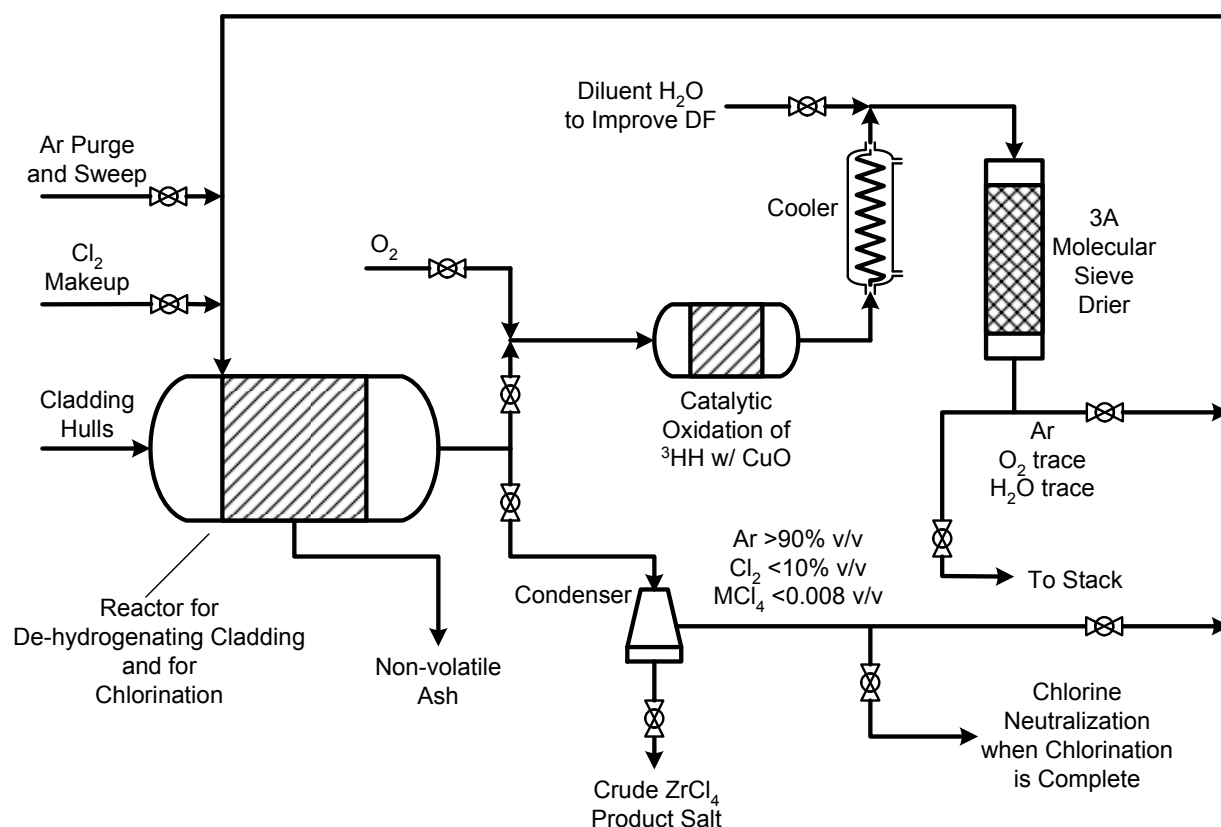 Diluent H₂O
to Improve DF
Ar Purge
and Sweep
Cooler
3A
Molecular
Sieve
Drier
O₂
Cl₂
Makeup
Cladding
Hulls
Catalytic
Oxidation of
³HH w/ CuO
Ar
O₂ trace
H₂O trace
Ar >90% v/v
Cl₂ <10% v/v
MCl₄ <0.008 v/v
To Stack
Condenser
Reactor for
De-hydrogenating Cladding
and for
Chlorination
Non-volatile
Ash
Chlorine
Neutralization
when Chlorination
is Complete
Crude ZrCl₄
Product Salt